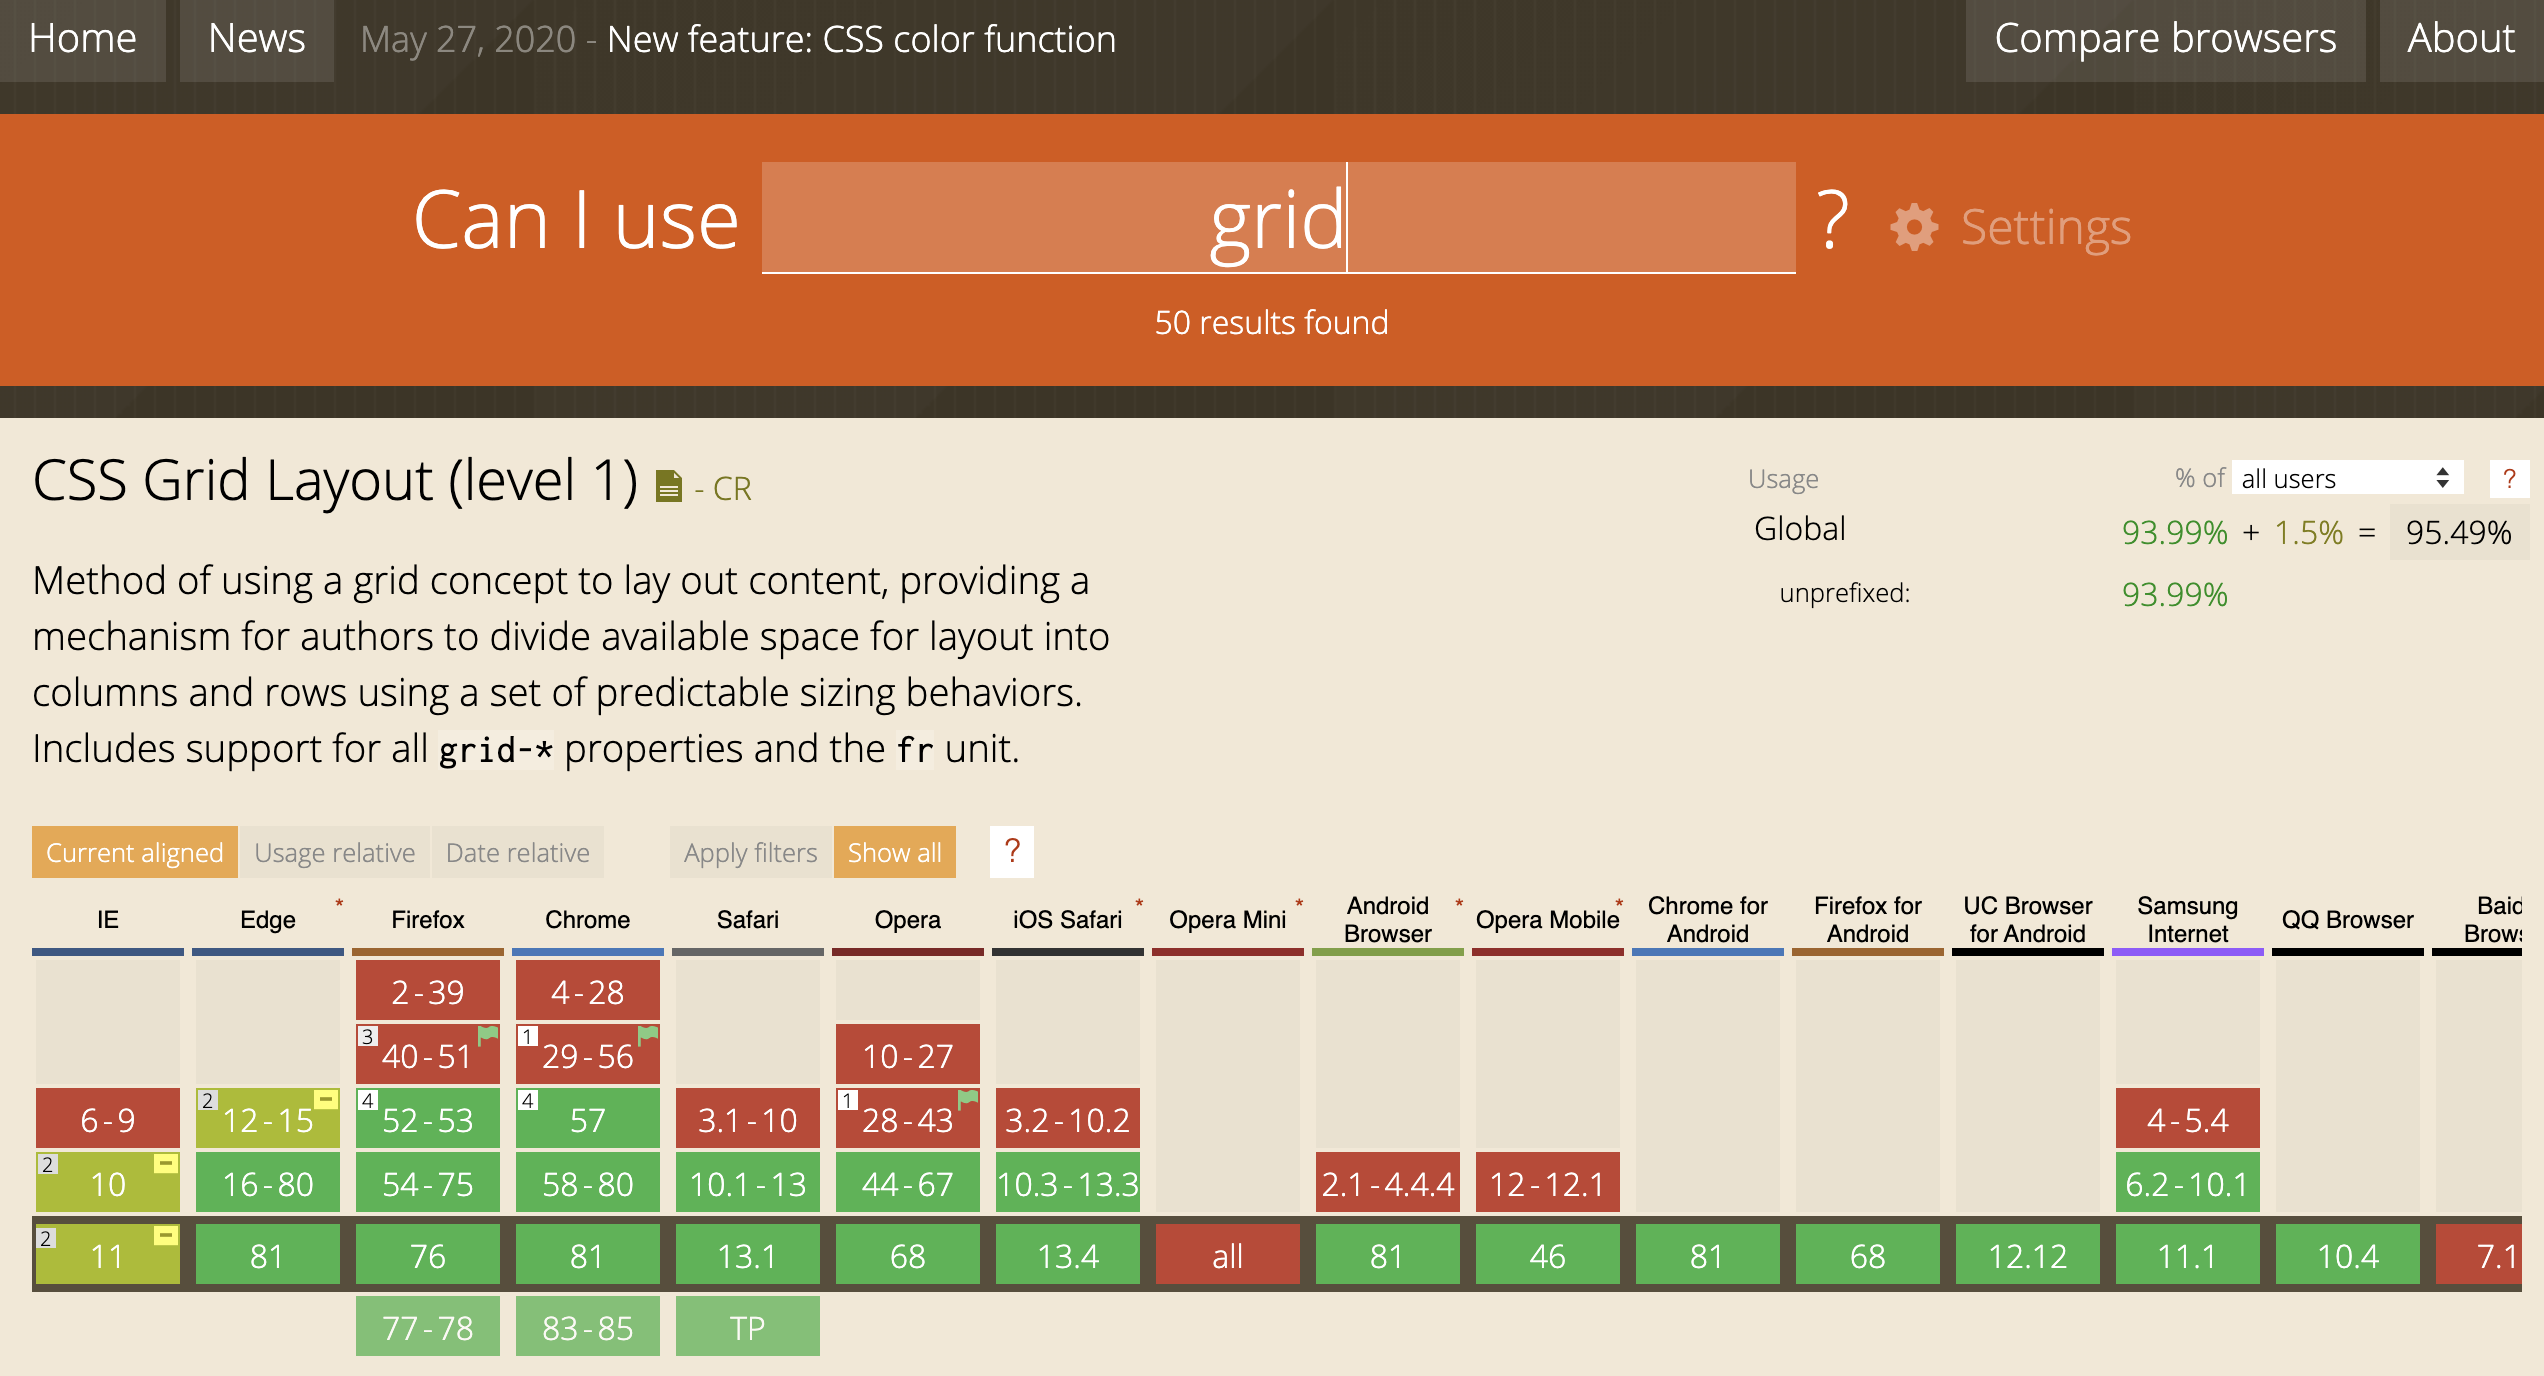 Home News May 27, 2020 - New feature: CSS color function Compare browsers About
Can I use grid ? Settings
50 results found
CSS Grid Layout (level 1) - CR
Usage % of all users ?
Global 93.99% + 1.5% = 95.49%
unprefixed: 93.99%
Method of using a grid concept to lay out content, providing a
mechanism for authors to divide available space for layout into
columns and rows using a set of predictable sizing behaviors.
Includes support for all grid-* properties and the fr unit.
Current aligned Usage relative Date relative Apply filters Show all ?
IE Edge * Firefox Chrome Safari Opera iOS Safari * Opera Mini * Android Browser * Opera Mobile * Chrome for Android Firefox for Android UC Browser for Android Samsung Internet QQ Browser Baid Brows
2-39 4-28
3 40-51 1 29-56 10-27
6-9 2 12-15 4 52-53 4 57 3.1-10 1 28-43 3.2-10.2 4-5.4
2 10 16-80 54-75 58-80 10.1-13 44-67 10.3-13.3 2.1-4.4.4 12-12.1 6.2-10.1
2 11 81 76 81 13.1 68 13.4 all 81 46 81 68 12.12 11.1 10.4 7.1
77-78 83-85 TP